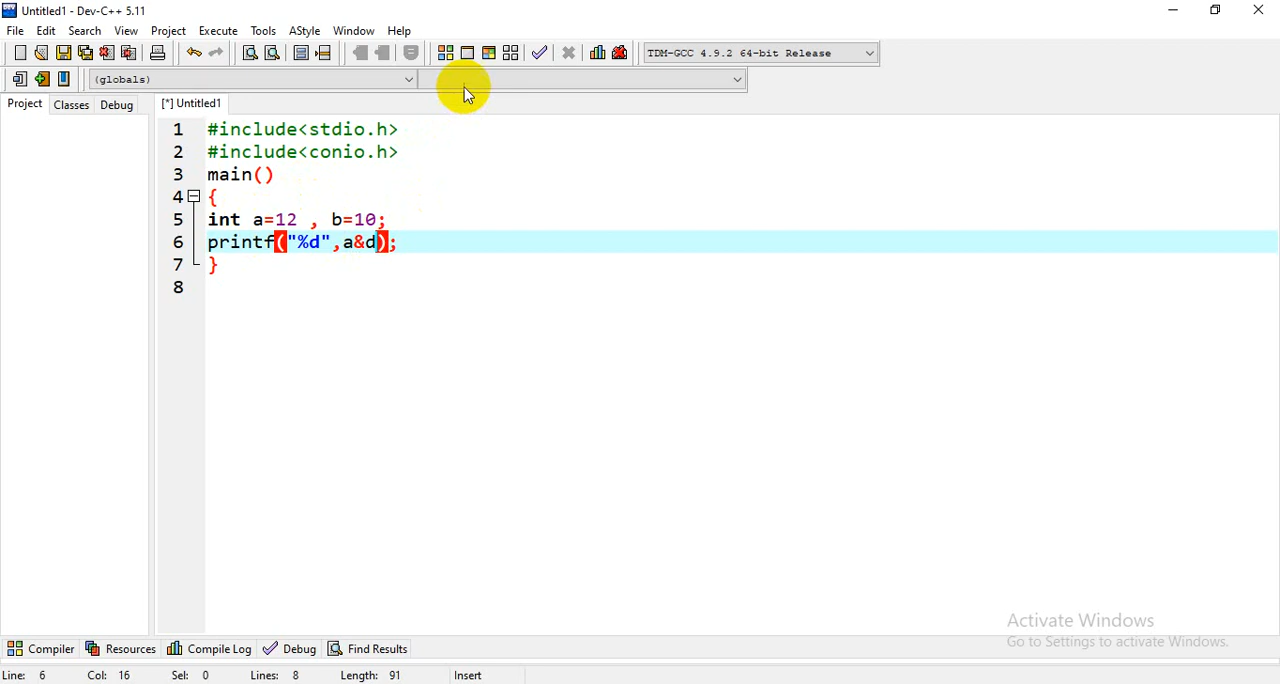 Untitled1 - Dev-C++ 5.11
File Edit Search View Project Execute Tools AStyle Window Help
TDM-GCC 4.9.2 64-bit Release
(globals)
Project Classes Debug [*] Untitled1
1 #include<stdio.h>
2 #include<conio.h>
3 main()
4 {
5 int a=12 , b=10;
6 printf("%d",a&d);
7 }
8
Activate Windows
Go to Settings to activate Windows.
Compiler Resources Compile Log Debug Find Results
Line: 6 Col: 16 Sel: 0 Lines: 8 Length: 91 Insert